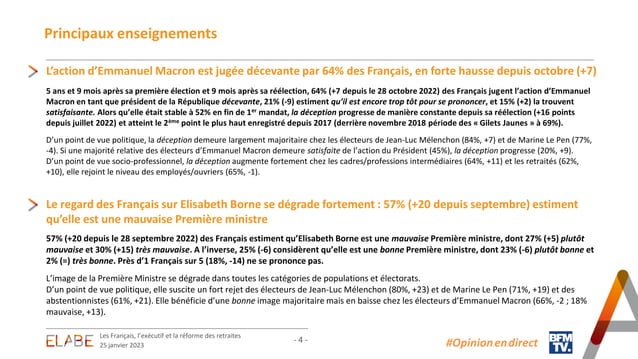 Principaux enseignements
L'action d'Emmanuel Macron est jugée décevante par 64% des Français, en forte hausse depuis octobre (+7)
5 ans et 9 mois après sa première élection et 9 mois après sa réélection, 64% (+7 depuis le 28 octobre 2022) des Français jugent l'action d'Emmanuel
Macron en tant que président de la République décevante, 21% (-9) estiment qu'il est encore trop tôt pour se prononcer, et 15% (+2) la trouvent
satisfaisante. Alors qu'elle était stable à 52% en fin de 1er mandat, la déception progresse de manière constante depuis sa réélection (+16 points
depuis juillet 2022) et atteint le 2ème point le plus haut enregistré depuis 2017 (derrière novembre 2018 période des « Gilets Jaunes » à 69%).
D'un point de vue politique, la déception demeure largement majoritaire chez les électeurs de Jean-Luc Mélenchon (84%, +7) et de Marine Le Pen (77%,
-4). Si une majorité relative des électeurs d'Emmanuel Macron demeure satisfaite de l'action du Président (45%), la déception progresse (20%, +9).
D'un point de vue socio-professionnel, la déception augmente fortement chez les cadres/professions intermédiaires (64%, +11) et les retraités (62%,
+10), elle rejoint le niveau des employés/ouvriers (65%, -1).
Le regard des Français sur Elisabeth Borne se dégrade fortement : 57% (+20 depuis septembre) estiment
qu'elle est une mauvaise Première ministre
57% (+20 depuis le 28 septembre 2022) des Français estiment qu'Elisabeth Borne est une mauvaise Première ministre, dont 27% (+5) plutôt
mauvaise et 30% (+15) très mauvaise. A l'inverse, 25% (-6) considèrent qu'elle est une bonne Première ministre, dont 23% (-6) plutôt bonne et
2% (=) très bonne. Près d'1 Français sur 5 (18%, -14) ne se prononce pas.
L'image de la Première Ministre se dégrade dans toutes les catégories de populations et électorats.
D'un point de vue politique, elle suscite un fort rejet des électeurs de Jean-Luc Mélenchon (80%, +23) et de Marine Le Pen (71%, +19) et des
abstentionnistes (61%, +21). Elle bénéficie d'une bonne image majoritaire mais en baisse chez les électeurs d'Emmanuel Macron (66%, -2 ; 18%
mauvaise, +13).
ELABE
Les Français, l'exécutif et la réforme des retraites
25 janvier 2023
- 4 -
#Opinion.en.direct
BFM
TV.